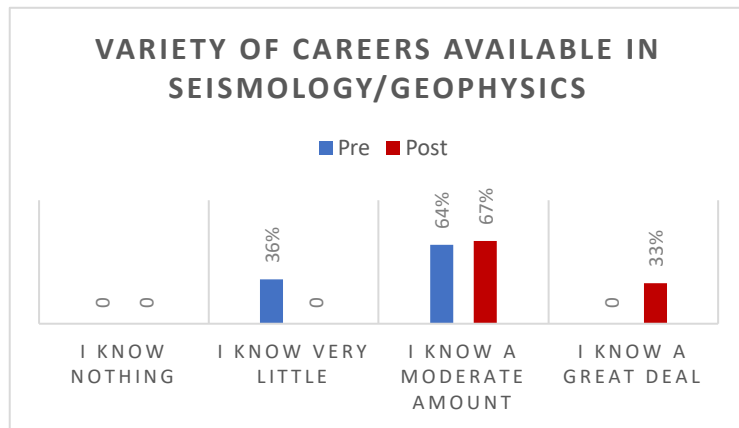 VARIETY OF CAREERS AVAILABLE IN
SEISMOLOGY/GEOPHYSICS
Pre Post
0 0 36% 0 64% 67% 0 33%
I KNOW NOTHING
I KNOW VERY LITTLE
I KNOW A MODERATE AMOUNT
I KNOW A GREAT DEAL